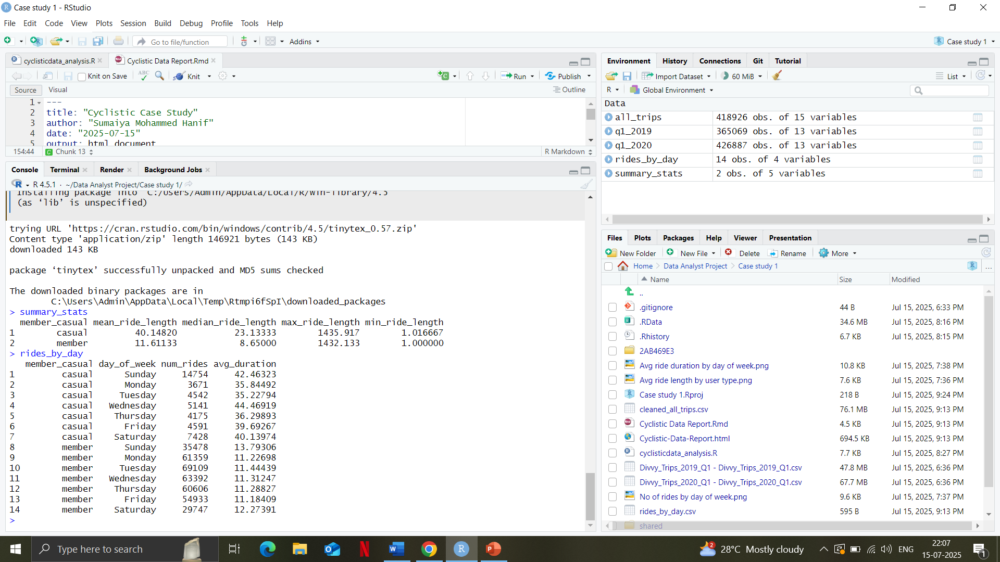 Case study 1 - RStudio
File Edit Code View Plots Session Build Debug Profile Tools Help
Go to file/function Addins Case study 1
cyclisticdata_analysis.R Cyclistic Data Report.Rmd
Knit on Save ABC Knit Run Publish
Source Visual Outline
1 ---
2 title: "Cyclistic Case Study"
3 author: "Sumaiya Mohammed Hanif"
4 date: "2025-07-15"
5 output: html_document
154:44 C Chunk 13 R Markdown
Console Terminal Render Background Jobs
R 4.5.1 · ~/Data Analyst Project/Case study 1/
Installing package into ‘C:/Users/Admin/AppData/Local/R/win-library/4.5’
(as ‘lib’ is unspecified)
trying URL 'https://cran.rstudio.com/bin/windows/contrib/4.5/tinytex_0.57.zip'
Content type 'application/zip' length 146921 bytes (143 KB)
downloaded 143 KB
package ‘tinytex’ successfully unpacked and MD5 sums checked
The downloaded binary packages are in
C:\Users\Admin\AppData\Local\Temp\Rtmpi6fSpI\downloaded_packages
> summary_stats
member_casual mean_ride_length median_ride_length max_ride_length min_ride_length
1 casual 40.14820 23.13333 1435.917 1.016667
2 member 11.61133 8.65000 1432.133 1.000000
> rides_by_day
member_casual day_of_week num_rides avg_duration
1 casual Sunday 14754 42.46323
2 casual Monday 3671 35.84492
3 casual Tuesday 4542 35.22794
4 casual Wednesday 5141 44.46919
5 casual Thursday 4175 36.29893
6 casual Friday 4591 39.69267
7 casual Saturday 7428 40.13974
8 member Sunday 35478 13.79306
9 member Monday 61359 11.22698
10 member Tuesday 69109 11.44439
11 member Wednesday 63392 11.31247
12 member Thursday 60606 11.28827
13 member Friday 54933 11.18409
14 member Saturday 29747 12.27391
>
Environment History Connections Git Tutorial
Import Dataset 60 MiB List
R Global Environment
Data
all_trips 418926 obs. of 15 variables
q1_2019 365069 obs. of 13 variables
q1_2020 426887 obs. of 13 variables
rides_by_day 14 obs. of 4 variables
summary_stats 2 obs. of 5 variables
Files Plots Packages Help Viewer Presentation
New Folder New File Delete Rename More
Home Data Analyst Project Case study 1 ...
Name Size Modified
..
.gitignore 44 B Jul 15, 2025, 6:33 PM
.RData 34.6 MB Jul 15, 2025, 8:16 PM
.Rhistory 6.7 KB Jul 15, 2025, 8:15 PM
2AB469E3
Avg ride duration by day of week.png 10.8 KB Jul 15, 2025, 7:38 PM
Avg ride length by user type.png 7.6 KB Jul 15, 2025, 7:36 PM
Case study 1.Rproj 218 B Jul 15, 2025, 9:24 PM
cleaned_all_trips.csv 76.1 MB Jul 15, 2025, 9:13 PM
Cyclistic Data Report.Rmd 4.5 KB Jul 15, 2025, 9:13 PM
Cyclistic-Data-Report.html 694.5 KB Jul 15, 2025, 9:13 PM
cyclisticdata_analysis.R 7.7 KB Jul 15, 2025, 8:27 PM
Divvy_Trips_2019_Q1 - Divvy_Trips_2019_Q1.csv 47.8 MB Jul 15, 2025, 6:36 PM
Divvy_Trips_2020_Q1 - Divvy_Trips_2020_Q1.csv 67.7 MB Jul 15, 2025, 6:36 PM
No of rides by day of week.png 9.6 KB Jul 15, 2025, 7:37 PM
rides_by_day.csv 595 B Jul 15, 2025, 9:13 PM
shared
Type here to search
2 28°C Mostly cloudy ENG 22:07
15-07-2025 1